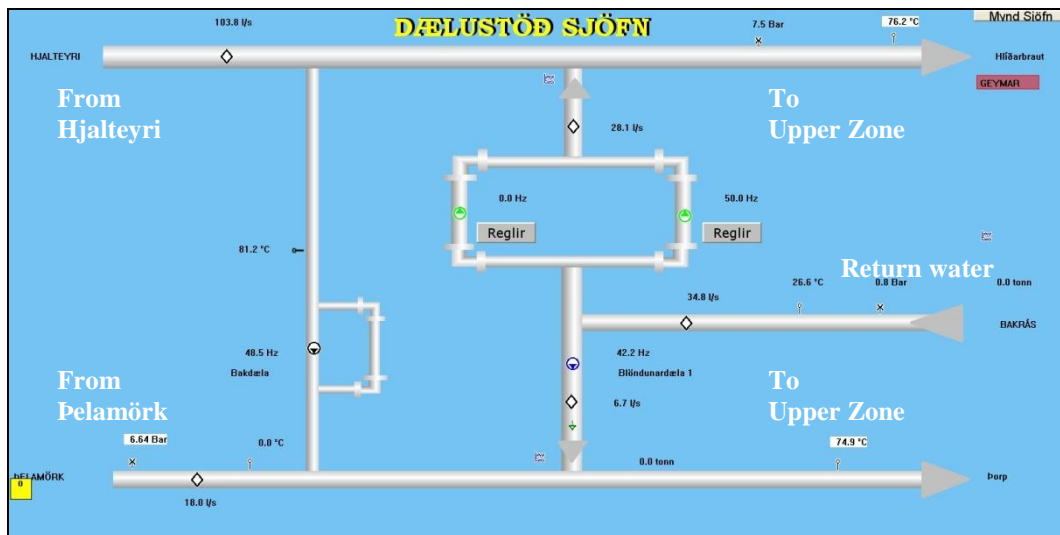 103.8 l/s
DÆLUSTÖÐ SJÖFN
7.5 Bar
76.2 °C
Mynd Sjöfn
HJALTEYRI
Hlíðarbraut
GEYMAR
From
Hjalteyri
To
Upper Zone
28.1 l/s
0.0 Hz
50.0 Hz
Reglir
Reglir
81.2 °C
Return water
26.6 °C
0.8 Bar
0.0 tonn
34.8 l/s
BAKRÁS
48.5 Hz
Bakdæla
42.2 Hz
Blöndunardæla 1
From
Þelamörk
6.7 l/s
To
Upper Zone
6.64 Bar
0.0 °C
74.9 °C
0.0 tonn
ÞELAMÖRK
0
Þorp
18.0 l/s